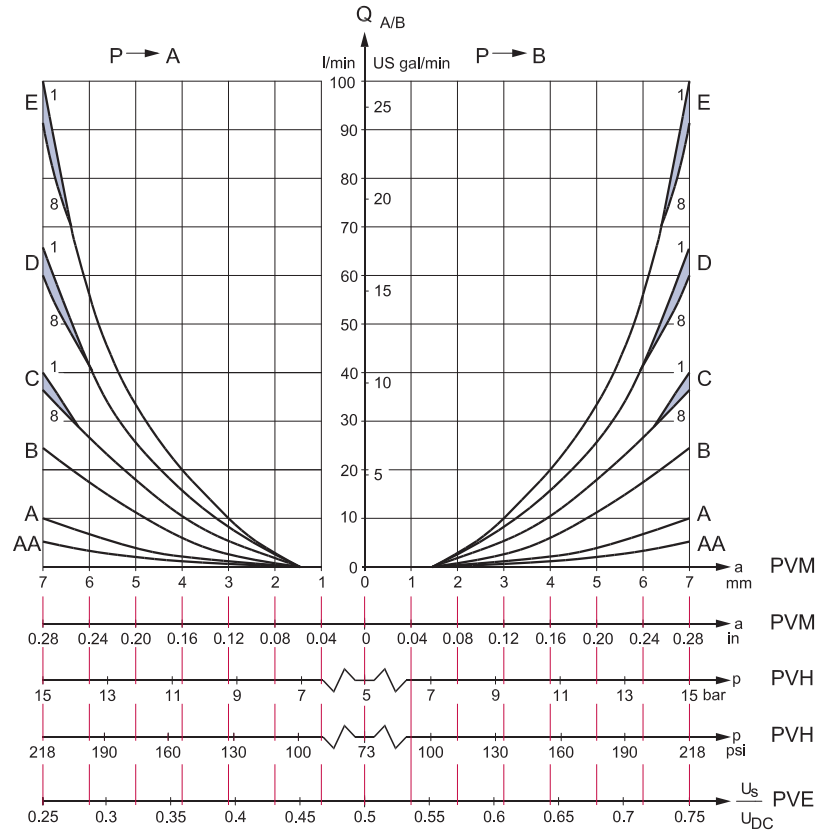 Q A/B
P → A
l/min
US gal/min
P → B
E 1
100
1 E
25
90
80
8
20
8
70
1
1
D
60
D
15
8
50
8
1
40
10
1
C
C
8
30
8
B
B
20
5
A
10
A
AA
0
AA
7 6 5 4 3 2 1 0 1 2 3 4 5 6 7
a mm PVM
0.28 0.24 0.20 0.16 0.12 0.08 0.04 0 0.04 0.08 0.12 0.16 0.20 0.24 0.28
a in PVM
15 13 11 9 7 5 7 9 11 13 15
p bar PVH
218 190 160 130 100 73 100 130 160 190 218
p psi PVH
0.25 0.3 0.35 0.4 0.45 0.5 0.55 0.6 0.65 0.7 0.75
Us
UDC
PVE